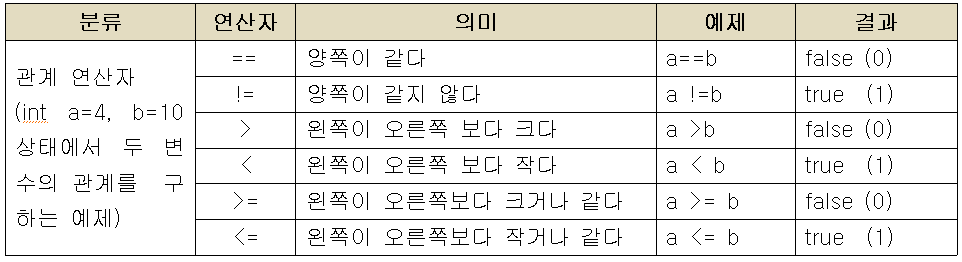 분류 연산자 의미 예제 결과
관계 연산자
(int a=4, b=10
상태에서 두 변
수의 관계를 구
하는 예제)
== 양쪽이 같다 a==b false (0)
!= 양쪽이 같지 않다 a !=b true (1)
> 왼쪽이 오른쪽 보다 크다 a >b false (0)
< 왼쪽이 오른쪽 보다 작다 a < b true (1)
>= 왼쪽이 오른쪽보다 크거나 같다 a >= b false (0)
<= 왼쪽이 오른쪽보다 작거나 같다 a <= b true (1)